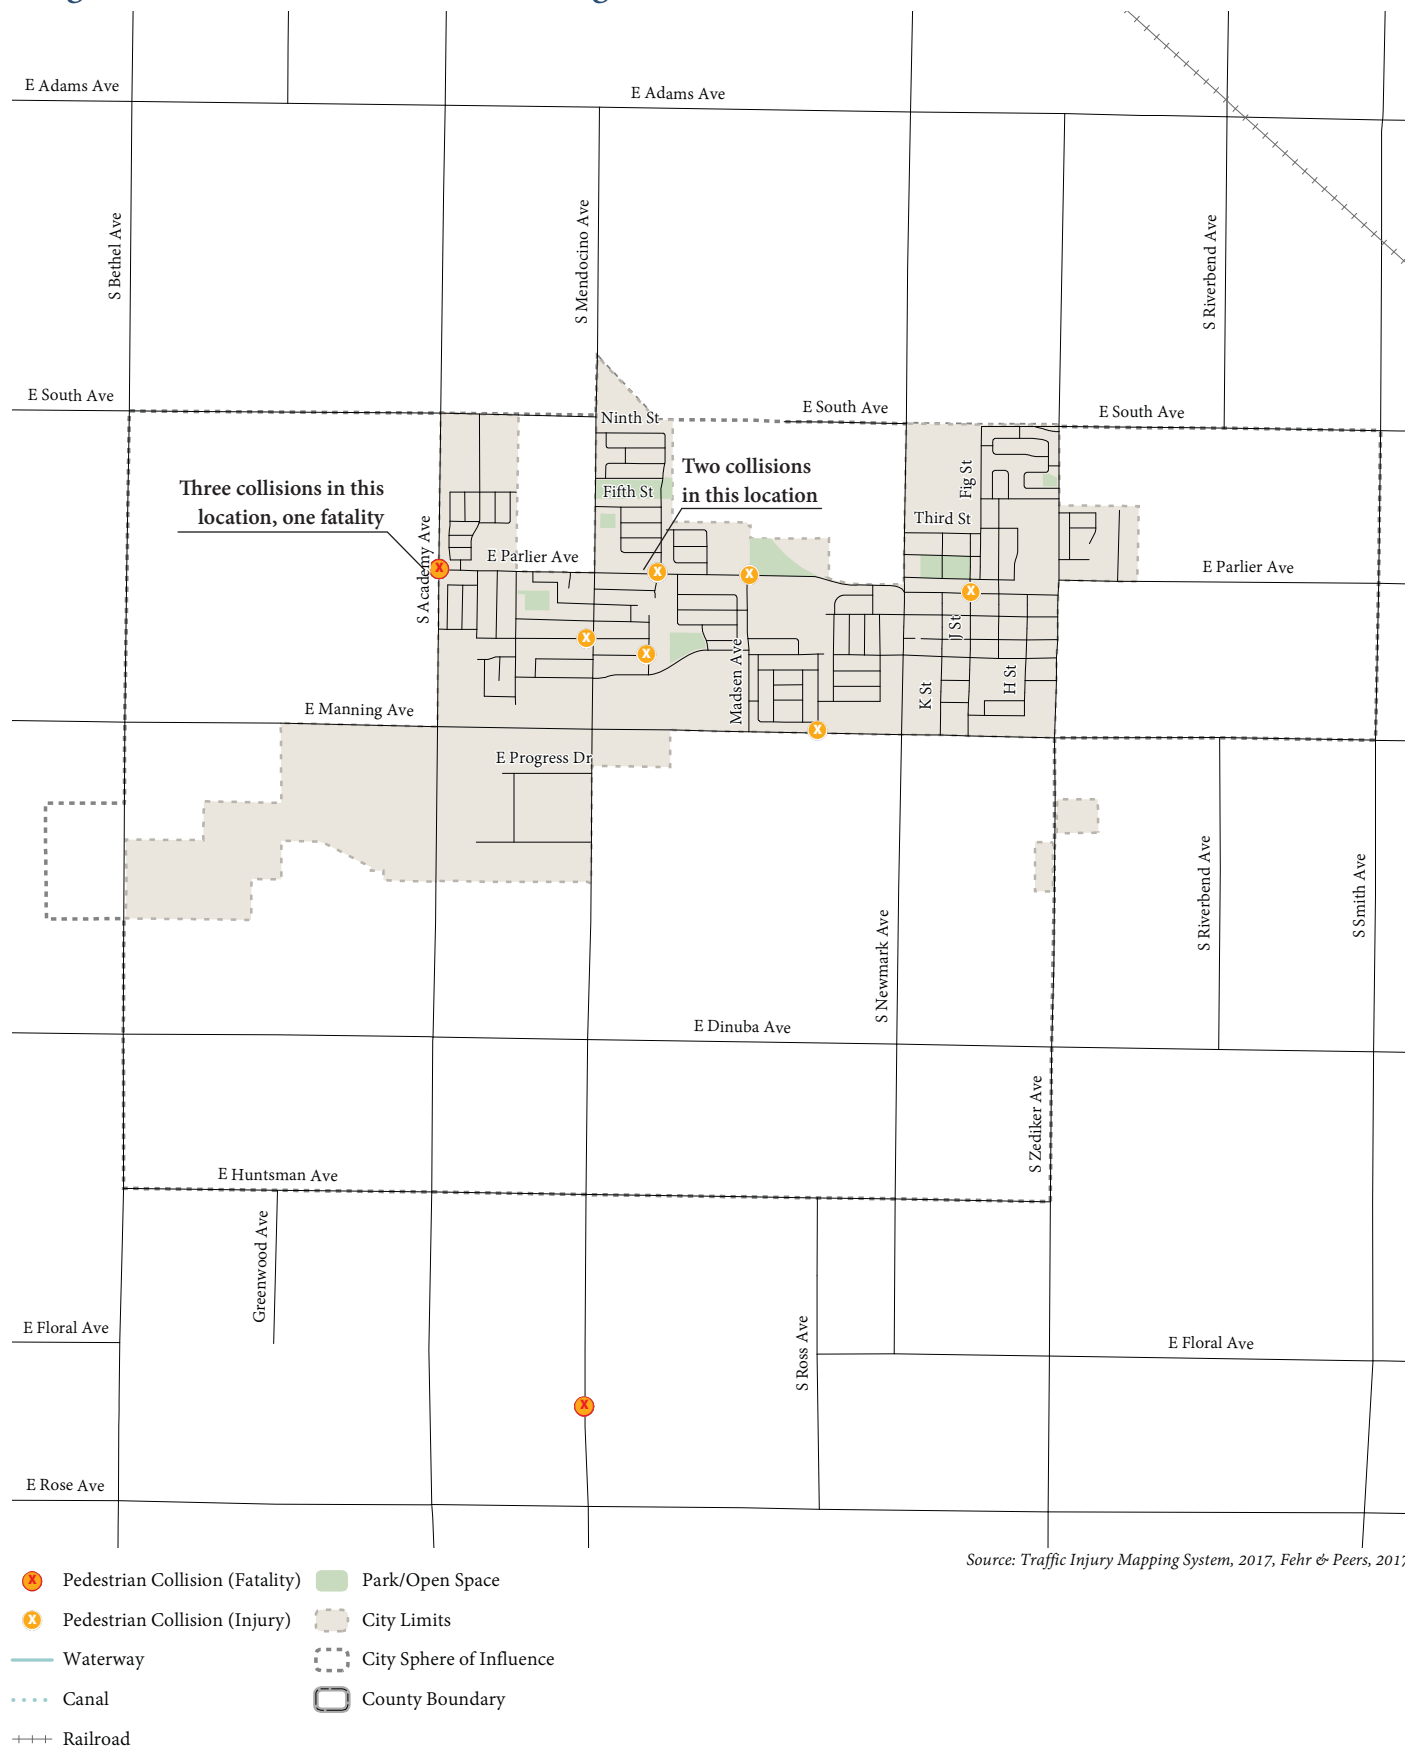 E Adams Ave
E Adams Ave
S Bethel Ave
S Mendocino Ave
S Riverbend Ave
E South Ave
E South Ave
E South Ave
Ninth St
Three collisions in this
location, one fatality
Two collisions
in this location
Fifth St
Fig St
Third St
S Academy Ave
E Parlier Ave
E Parlier Ave
J St
K St
H St
Madsen Ave
E Manning Ave
E Progress Dr
S Newmark Ave
S Riverbend Ave
S Smith Ave
E Dinuba Ave
S Zediker Ave
E Huntsman Ave
Greenwood Ave
E Floral Ave
S Ross Ave
E Floral Ave
E Rose Ave
Source: Traffic Injury Mapping System, 2017, Fehr & Peers, 2017
X Pedestrian Collision (Fatality)
X Pedestrian Collision (Injury)
Waterway
Canal
Railroad
Park/Open Space
City Limits
City Sphere of Influence
County Boundary